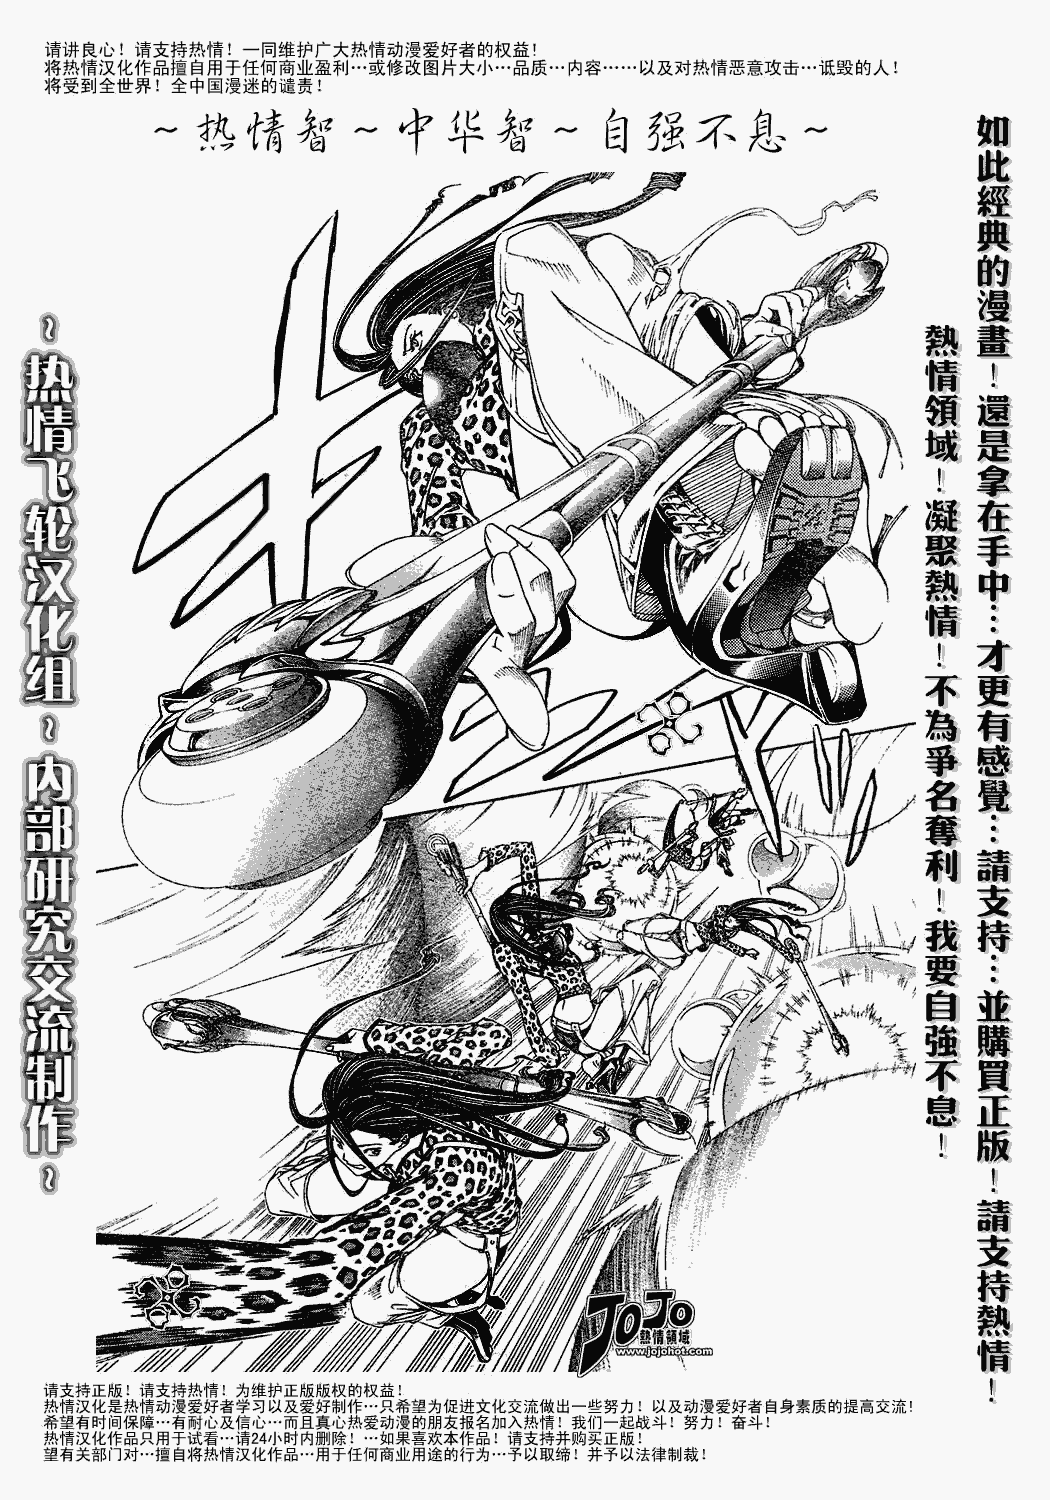 请讲良心！请支持热情！一同维护广大热情动漫爱好者的权益！
将热情汉化作品擅自用于任何商业盈利…或修改图片大小…品质…内容……以及对热情恶意攻击…诋毁的人！
将受到全世界！全中国漫迷的谴责！
～热情智～中华智～自强不息～
如此經典的漫畫！還是拿在手中…才更有感覺…請支持…並購買正版！請支持熱情！
熱情領域！凝聚熱情！不為爭名奪利！我要自強不息！
～热情飞轮汉化组～内部研究交流制作～
JOJO
熱情領域
www.jojohot.com
请支持正版！请支持热情！为维护正版版权的权益！
热情汉化是热情动漫爱好者学习以及爱好制作…只希望为促进文化交流做出一些努力！以及动漫爱好者自身素质的提高交流！
希望有时间保障…有耐心及信心…而且真心热爱动漫的朋友报名加入热情！我们一起战斗！努力！奋斗！
热情汉化作品只用于试看…请24小时内删除！…如果喜欢本作品！请支持并购买正版！
望有关部门对…擅自将热情汉化作品…用于任何商业用途的行为…予以取缔！并予以法律制裁！